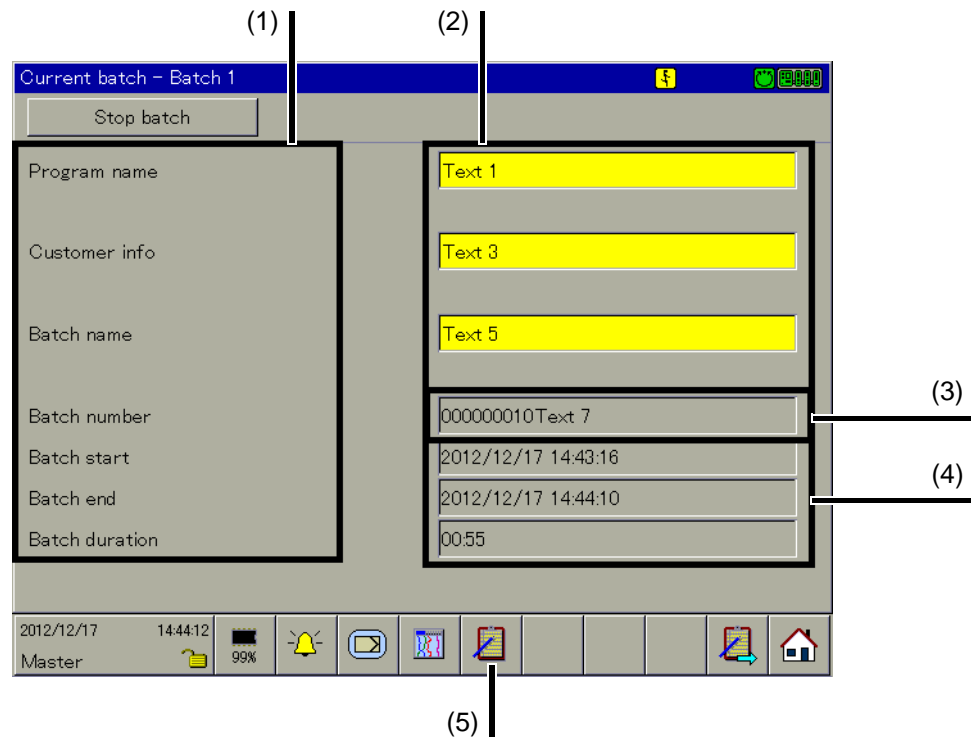 (1)
(2)
Current batch - Batch 1
Stop batch
Program name
Text 1
Customer info
Text 3
Batch name
Text 5
(3)
Batch number
000000010Text 7
Batch start
2012/12/17 14:43:16
(4)
Batch end
2012/12/17 14:44:10
Batch duration
00:55
2012/12/17 14:44:12
99%
Master
(5)